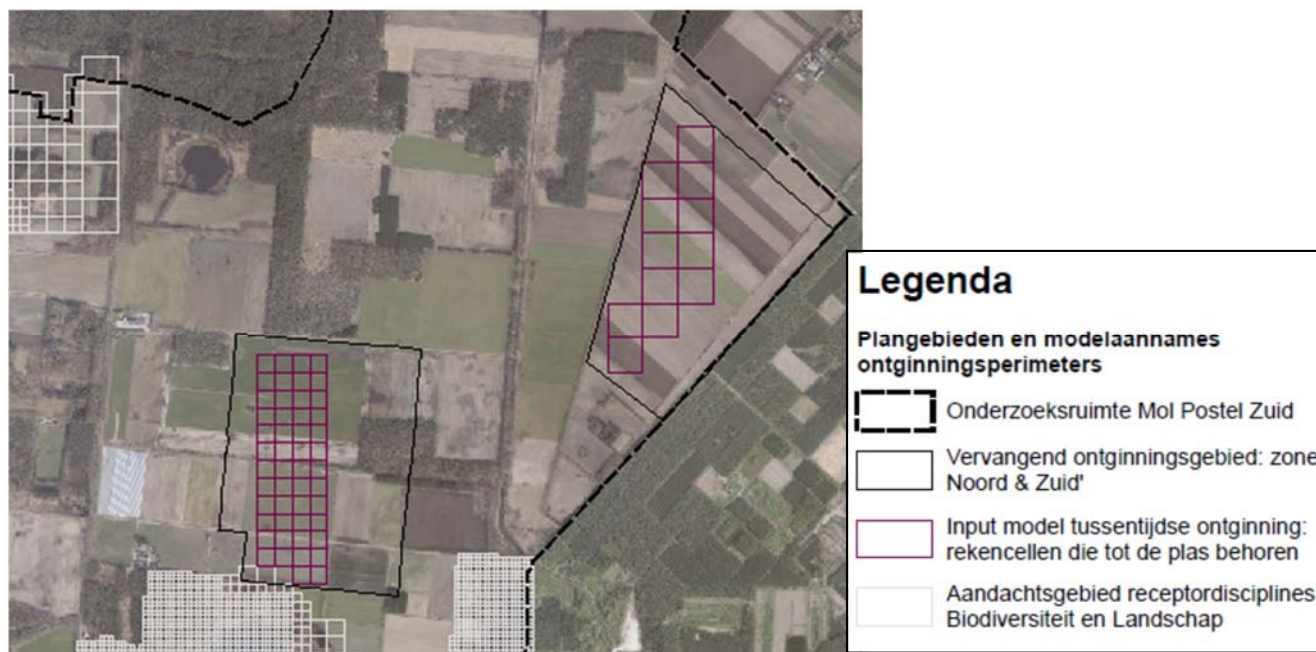 Legenda
Plangebieden en modelaannames
ontginningsperimeters
Onderzoeksruimte Mol Postel Zuid
Vervangend ontginningsgebied: zone
Noord & Zuid'
Input model tussentijdse ontginning:
rekencellen die tot de plas behoren
Aandachtsgebied receptordisciplines
Biodiversiteit en Landschap